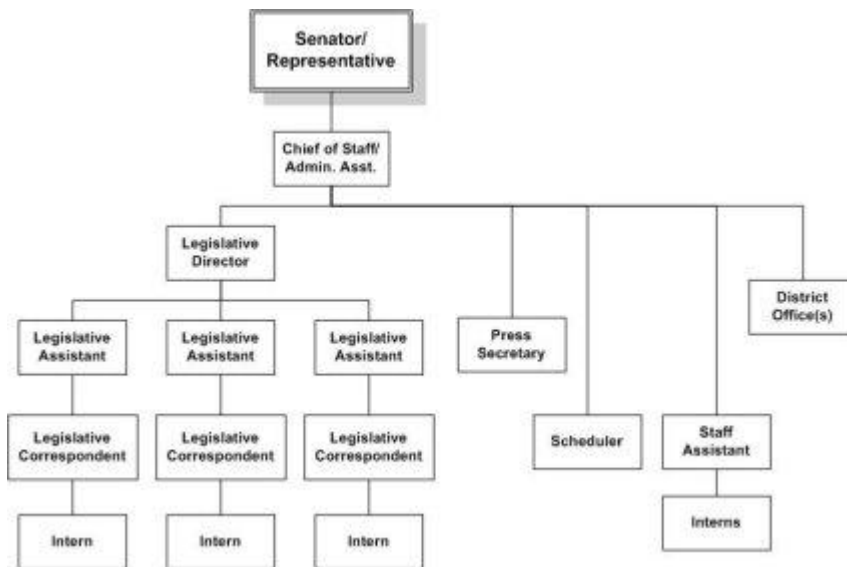 Senator/
Representative
Chief of Staff/
Admin. Asst.
Legislative
Director
District
Office(s)
Legislative
Assistant
Legislative
Assistant
Legislative
Assistant
Press
Secretary
Legislative
Correspondent
Legislative
Correspondent
Legislative
Correspondent
Scheduler
Staff
Assistant
Intern
Intern
Intern
Interns